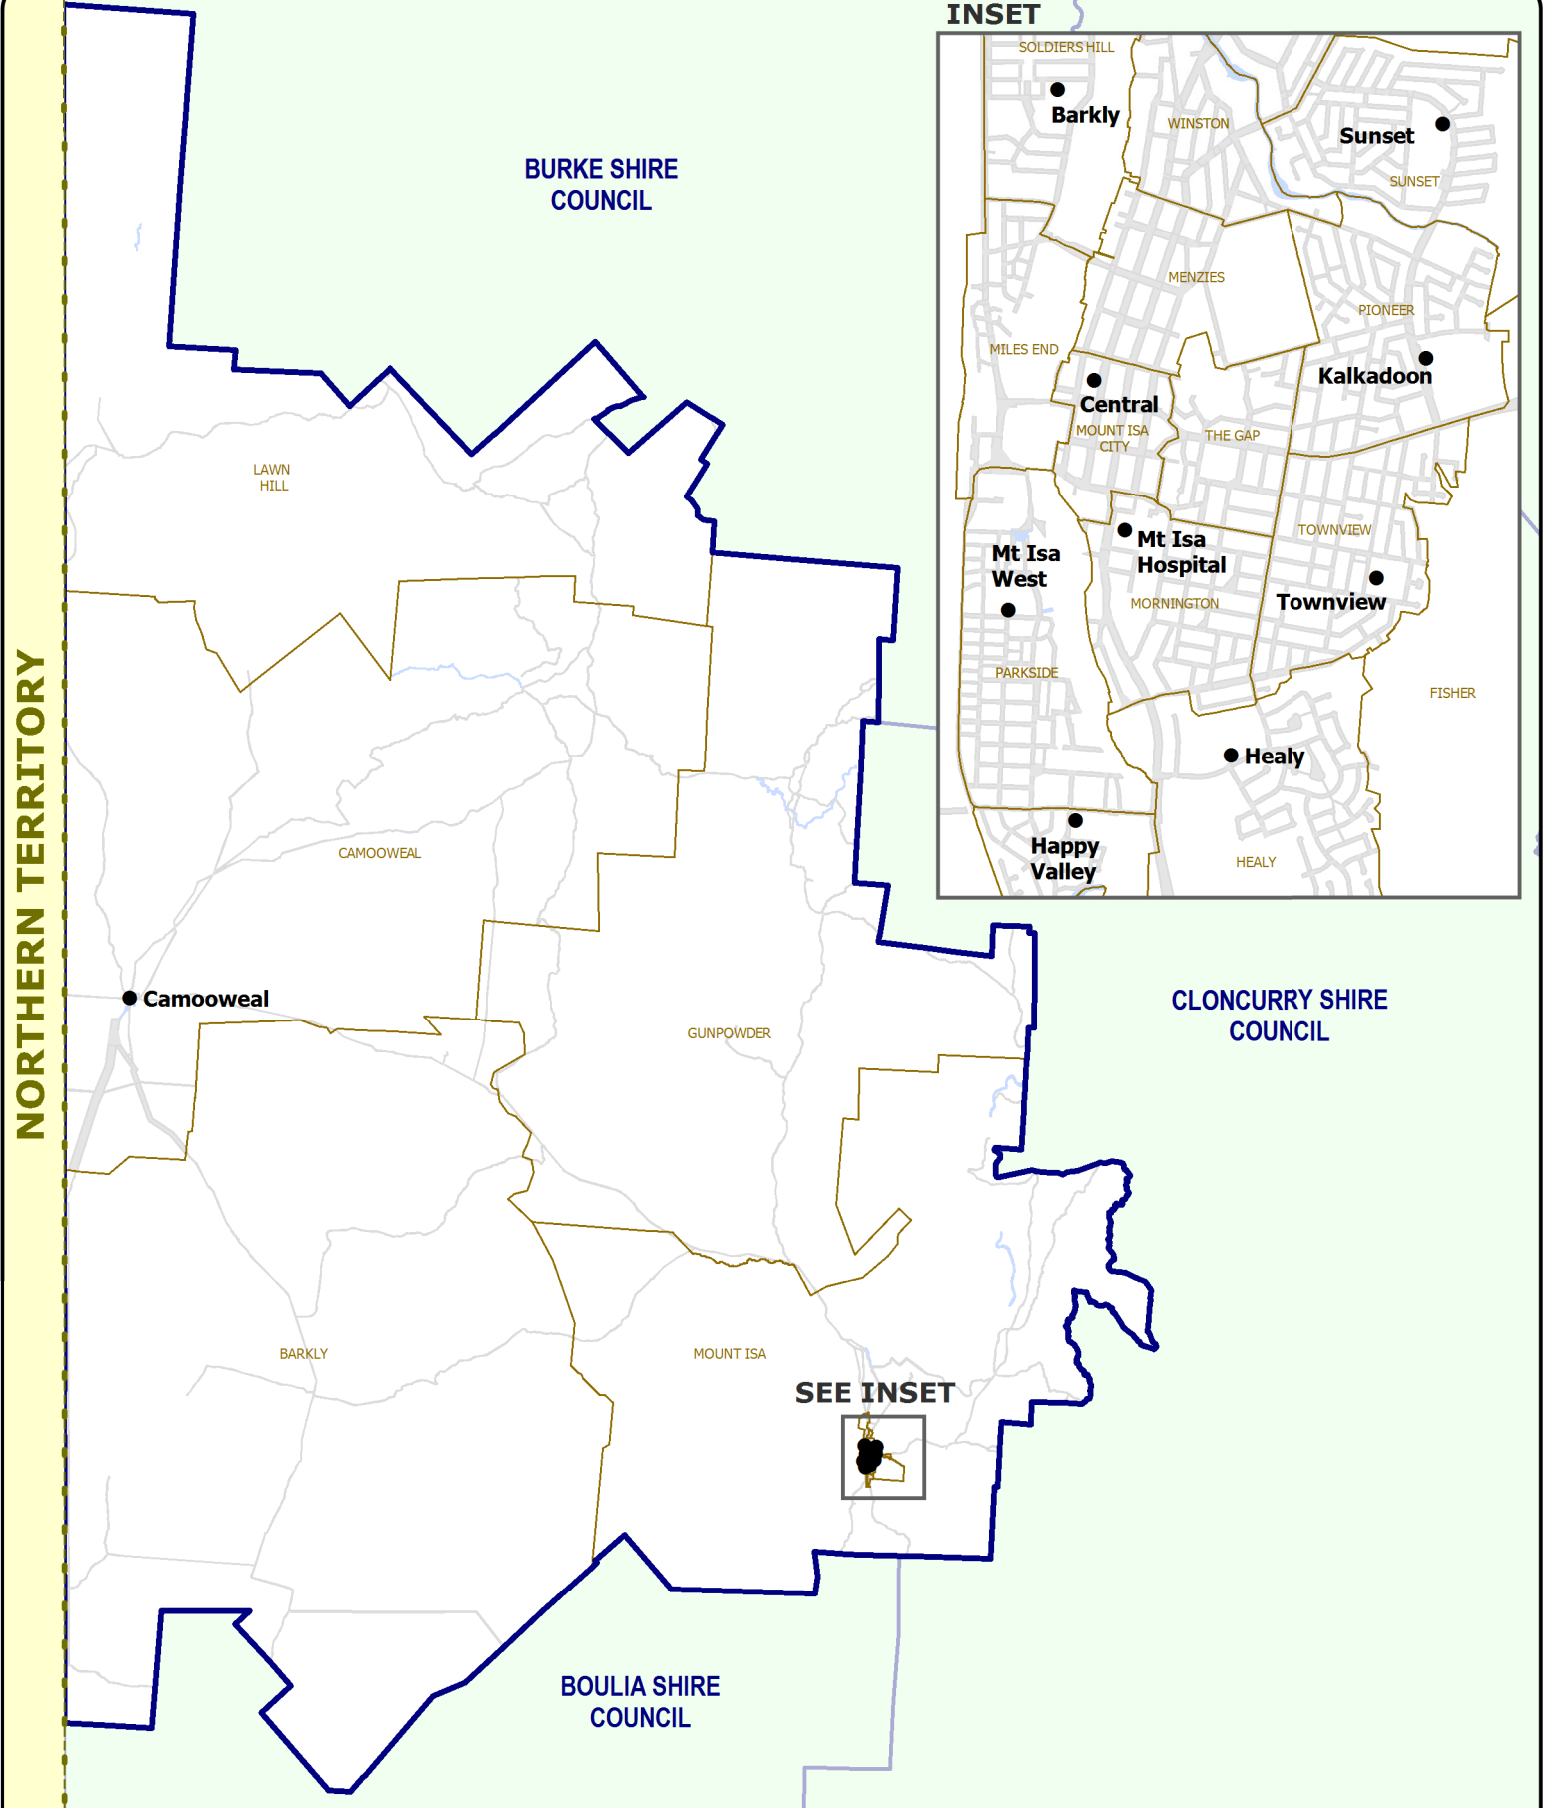 INSET
SOLDIERS HILL
Barkly
WINSTON
Sunset
SUNSET
BURKE SHIRE
COUNCIL
MENZIES
PIONEER
MILES END
Kalkadoon
Central
MOUNT ISA
CITY
THE GAP
LAWN
HILL
TOWNVIEW
Mt Isa
West
Mt Isa
Hospital
Townview
MORNINGTON
PARKSIDE
FISHER
Healy
Happy
Valley
HEALY
NORTHERN TERRITORY
CAMOOWEAL
Camooweal
CLONCURRY SHIRE
COUNCIL
GUNPOWDER
BARKLY
MOUNT ISA
SEE INSET
BOULIA SHIRE
COUNCIL